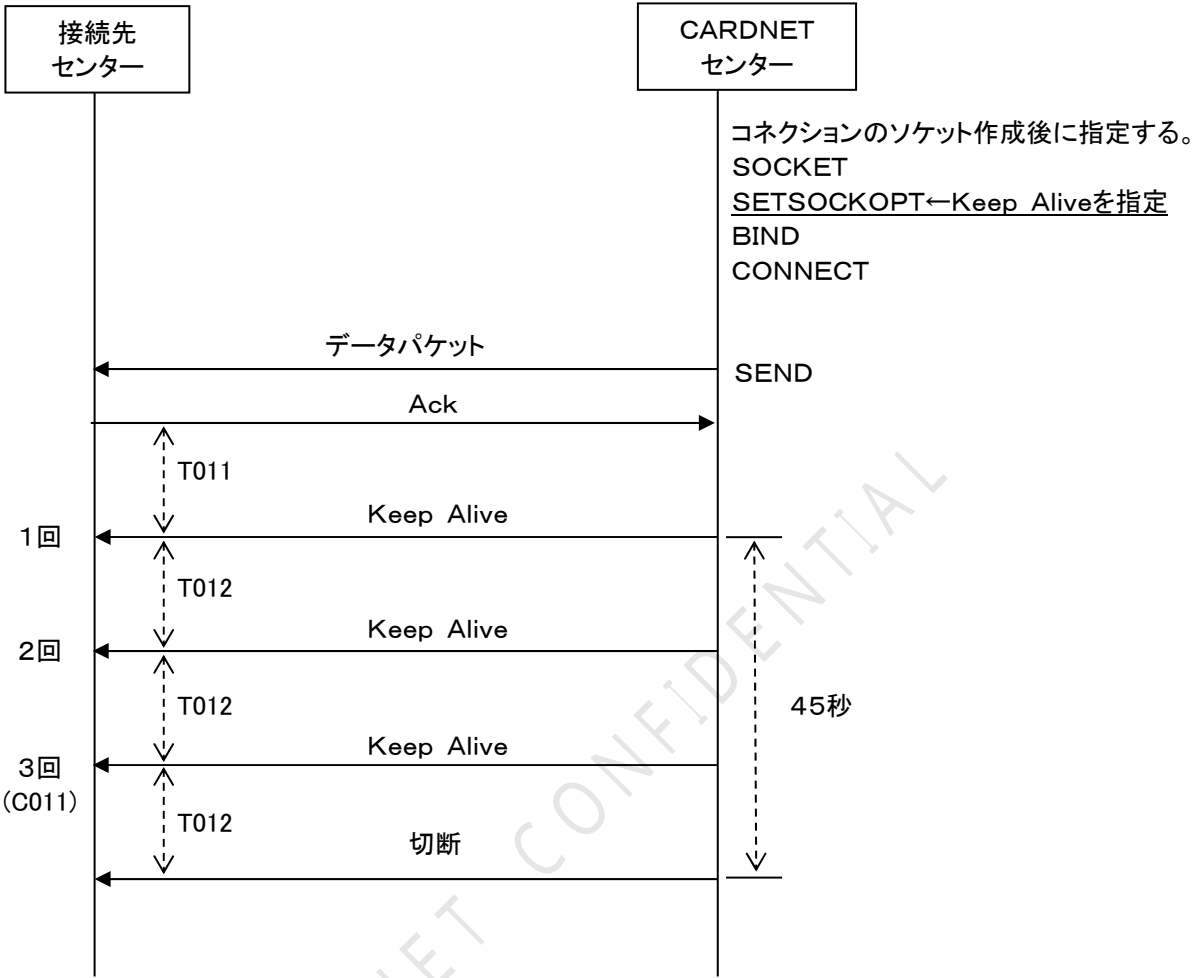 接続先
センター
CARDNET
センター
コネクションのソケット作成後に指定する。
SOCKET
SETSOCKOPT←Keep Aliveを指定
BIND
CONNECT
データパケット
SEND
Ack
T011
Keep Alive
1回
T012
Keep Alive
2回
T012
45秒
Keep Alive
3回
(C011)
T012
切断
NET CONFIDENTIAL